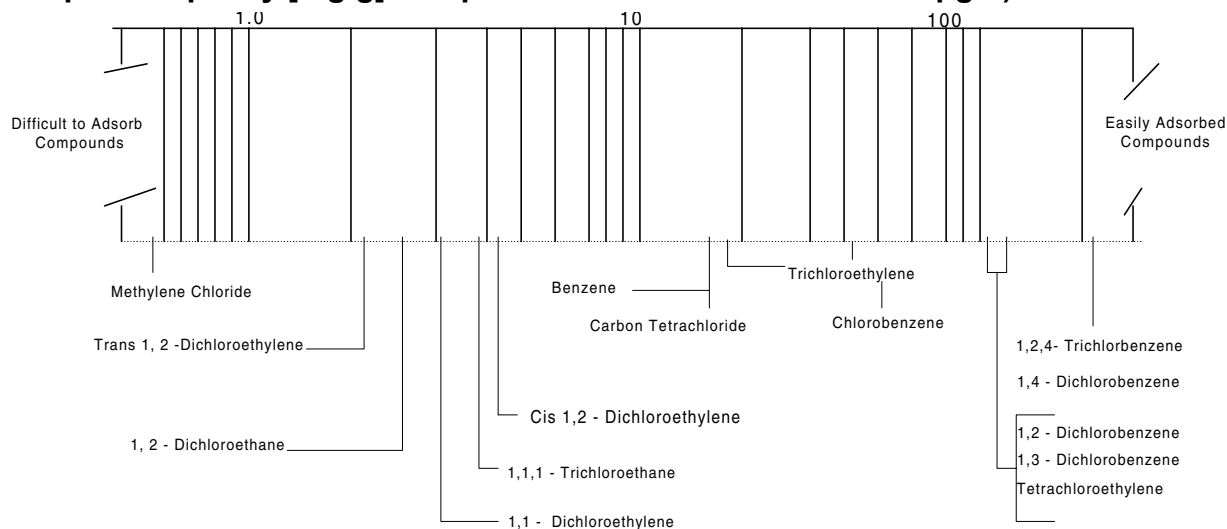 1.0 10 100
Difficult to Adsorb
Compounds
Easily Adsorbed
Compounds
Methylene Chloride
Benzene
Trichloroethylene
Carbon Tetrachloride
Chlorobenzene
Trans 1, 2 -Dichloroethylene
1,2,4- Trichlorbenzene
1,4 - Dichlorobenzene
Cis 1,2 - Dichloroethylene
1, 2 - Dichloroethane
1,2 - Dichlorobenzene
1,3 - Dichlorobenzene
1,1,1 - Trichloroethane
Tetrachloroethylene
1,1 - Dichloroethylene